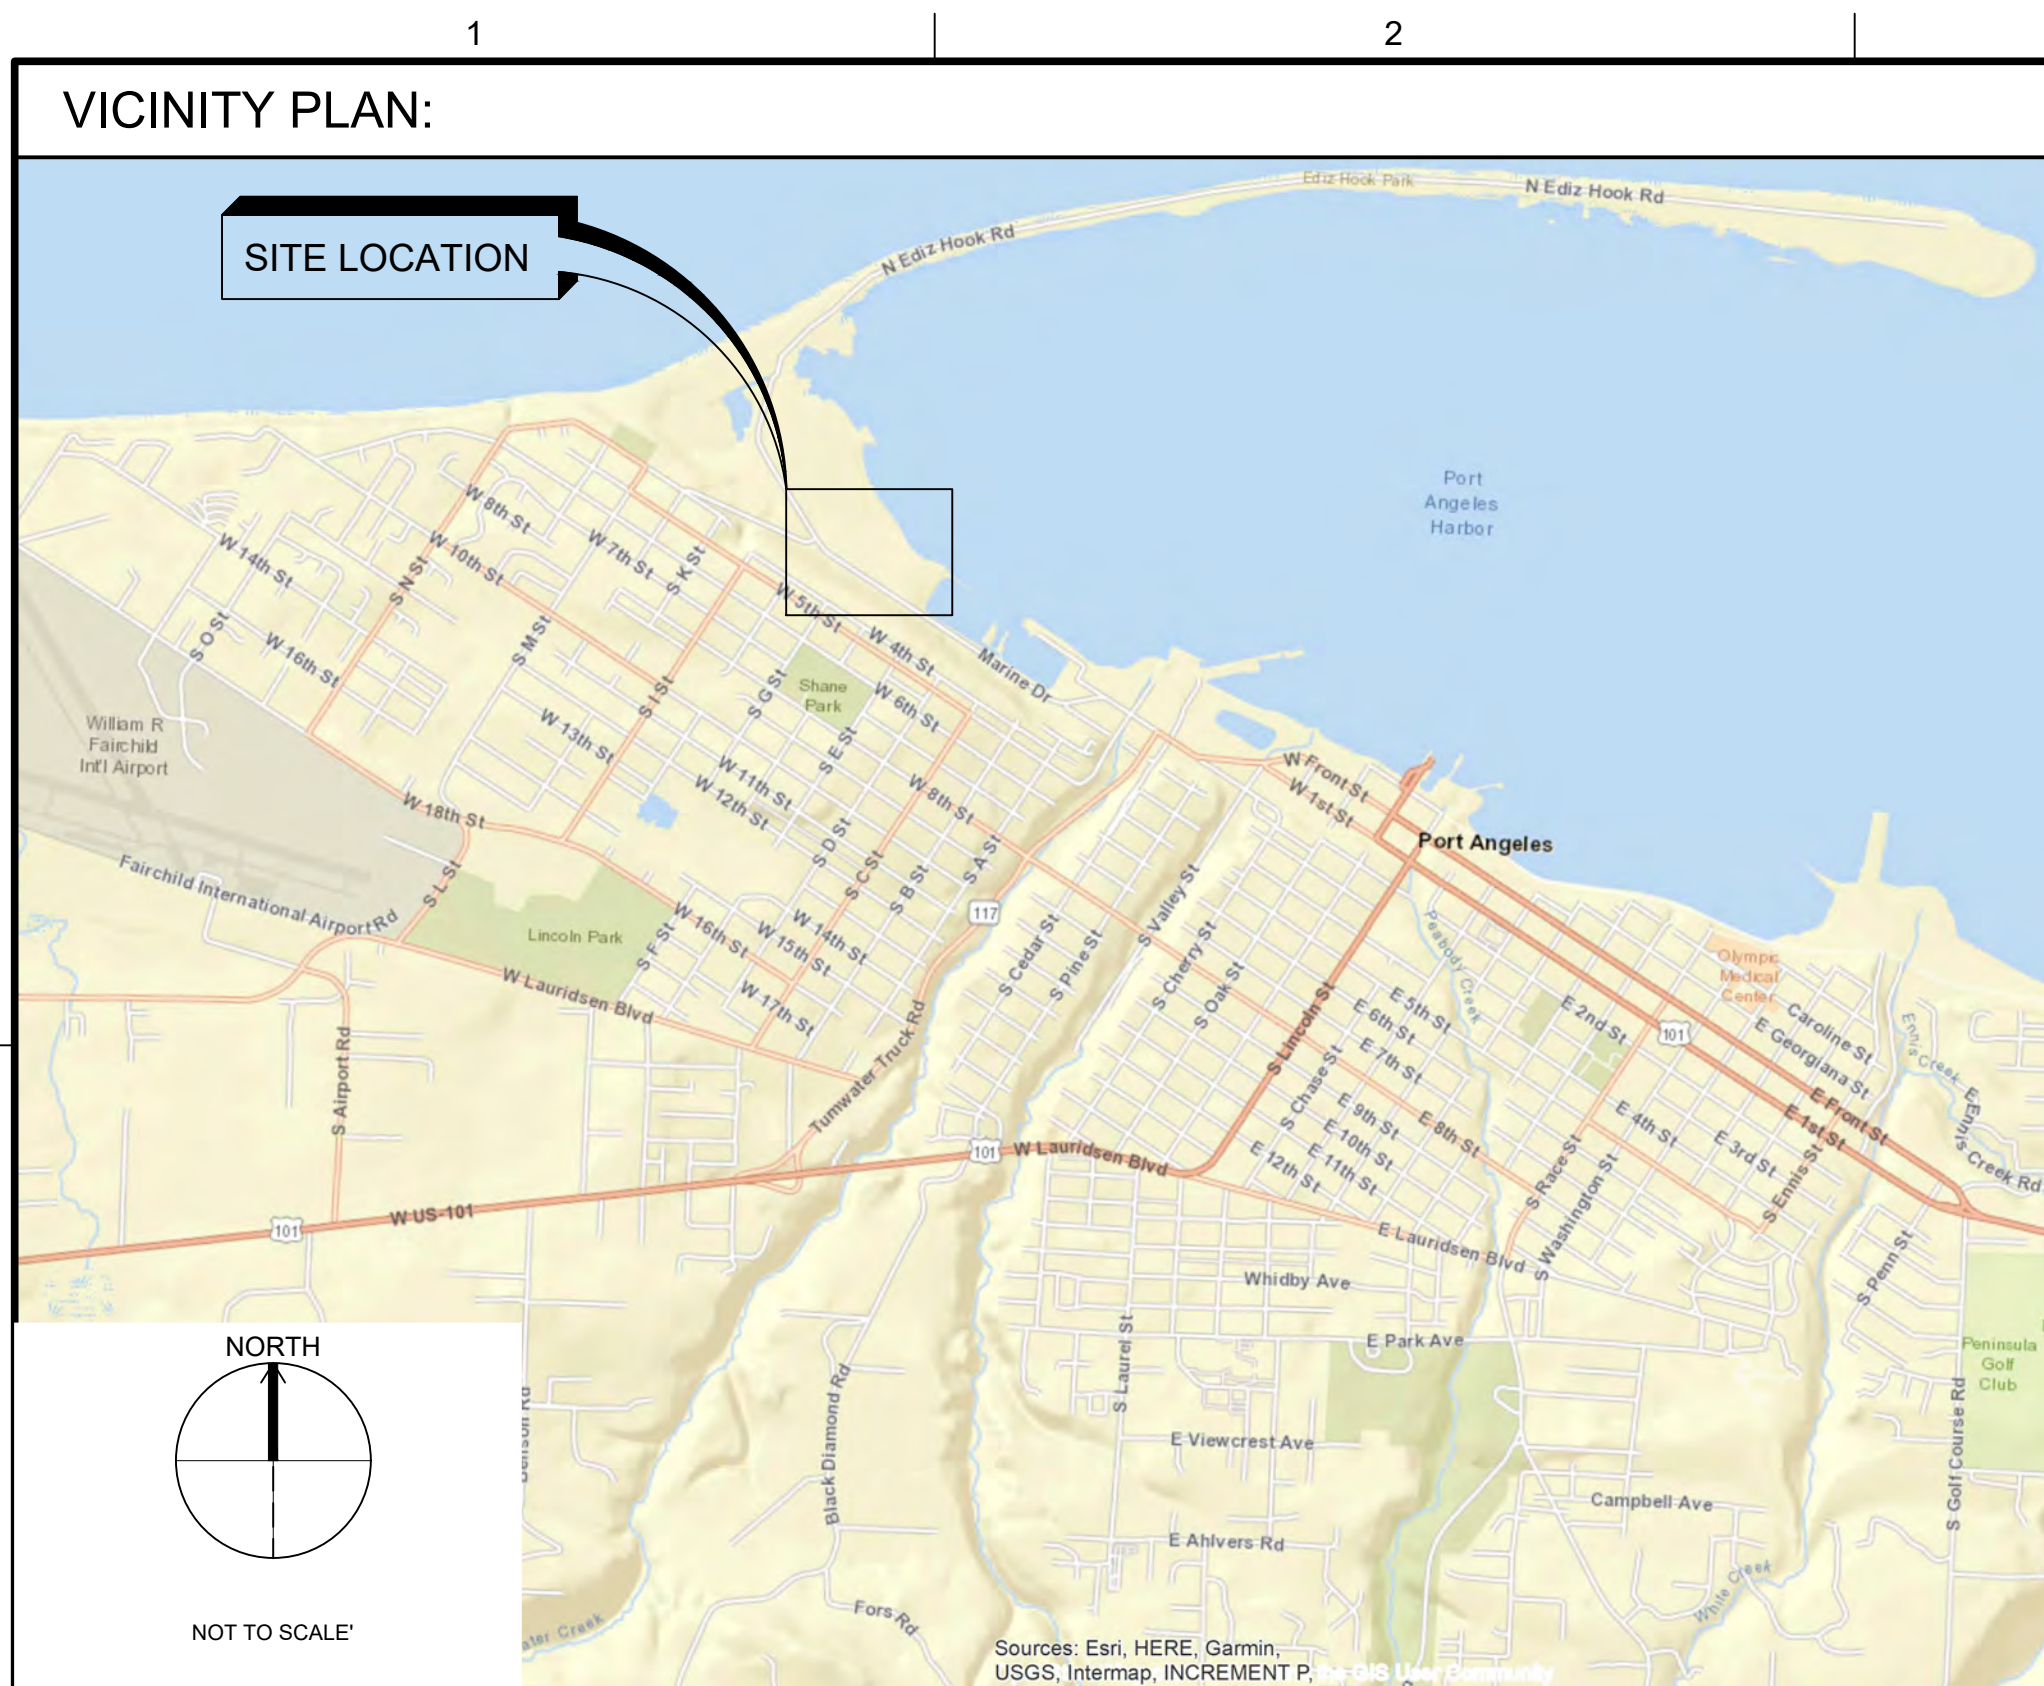 1
2
VICINITY PLAN:
SITE LOCATION
Ediz Hook Park
N Ediz Hook Rd
N Ediz Hook Rd
Port
Angeles
Harbor
W 8th St
W 10th St
W 7th St
W 14th St
S N St
S K St
S O St
W 16th St
S M St
W 5th St
W 4th St
Marine Dr
S I St
S G St
Shane
Park
W 6th St
William R
Fairchild
Int'l Airport
W 13th St
S E St
W 11th St
W 12th St
W 8th St
W Front St
W 1st St
W 18th St
Port Angeles
S D St
S C St
S B St
S A St
S L St
Fairchild International Airport Rd
117
S Valley St
Lincoln Park
S F St
W 16th St
W 14th St
W 15th St
W 17th St
S Cedar St
S Pine St
S Cherry St
S Oak St
Peabody Creek
Olympic
Medical
Center
W Lauridsen Blvd
Tumwater Truck Rd
S Airport Rd
S Lincoln St
E 5th St
E 6th St
E 7th St
E 2nd St
101
Caroline St
E Georgiana St
Ennis Creek
E Ennis Creek Rd
S Chase St
E 9th St
E 10th St
E 11th St
E 12th St
E 8th St
E 4th St
E 3rd St
E Front St
E 1st St
S Race St
S Washington St
S Ennis St
101
W Lauridsen Blvd
W US-101
101
E Lauridsen Blvd
S Penn St
Whidby Ave
E Park Ave
S Laurel St
Peninsula
Golf
Club
S Golf Course Rd
NORTH
Black Diamond Rd
E Viewcrest Ave
Campbell Ave
E Ahlvers Rd
White Creek
Fors Rd
NOT TO SCALE'
Sources: Esri, HERE, Garmin,
USGS, Intermap, INCREMENT P, the GIS User Community